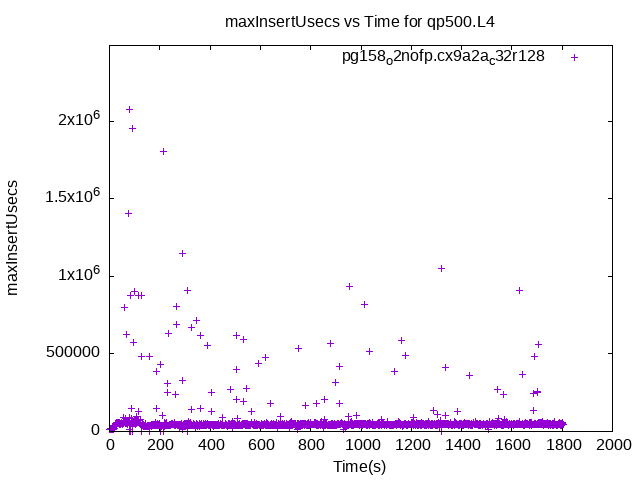 maxInsertUsecs vs Time for qp500.L4
pg158o2nofp.cx9a2ac32r128
2x10^6
1.5x10^6
1x10^6
500000
0
maxInsertUsecs
0 200 400 600 800 1000 1200 1400 1600 1800 2000
Time(s)